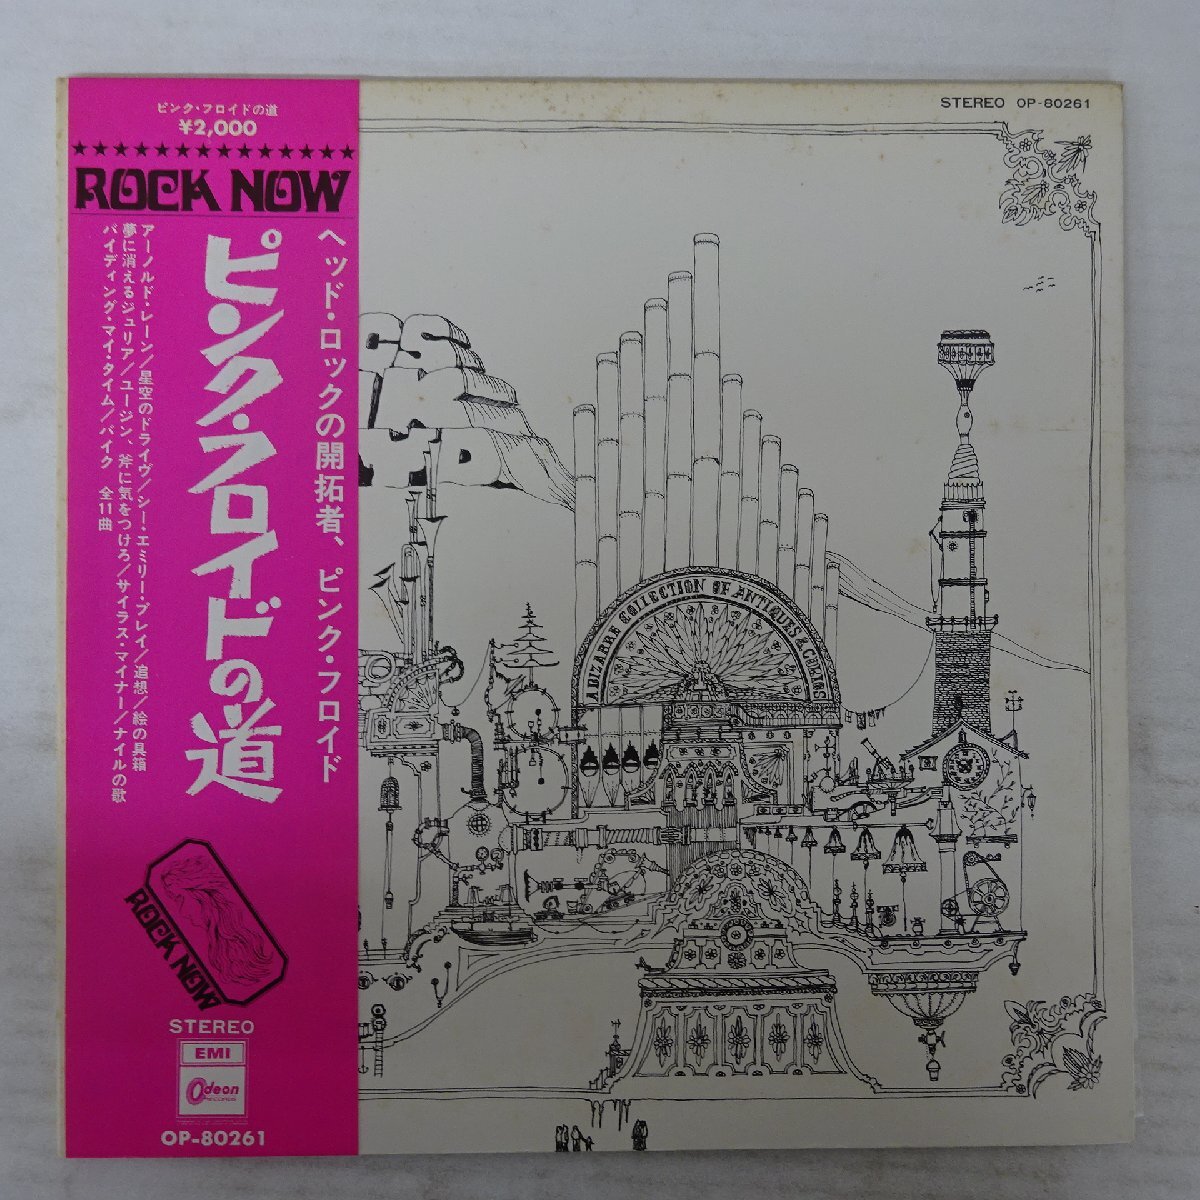 STEREO OP-80261
ピンク・フロイドの道
¥2,000
ROCK NOW
ヘッド・ロックの開拓者、ピンク・フロイド
ピンク・フロイドの道
アーノルド・レーン/星空のドライヴ/シー・エミリー・プレイ/追想/絵の具箱
夢に消えるジュリア/ユージン、斧に気をつけろ/サイラス・マイナー/ナイルの歌
バイディング・マイ・タイム/バイク 全11曲
A BIZARRE COLLECTION OF ANTIQUES & CURIOS
ROCK NOW
STEREO
EMI
Odeon
RECORDS
OP-80261